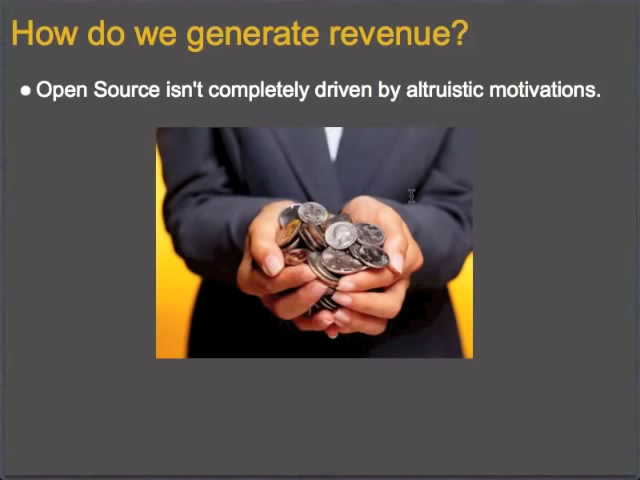 How do we generate revenue?
● Open Source isn't completely driven by altruistic motivations.